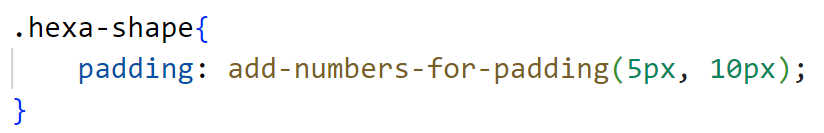 .hexa-shape{
    padding: add-numbers-for-padding(5px, 10px);
}